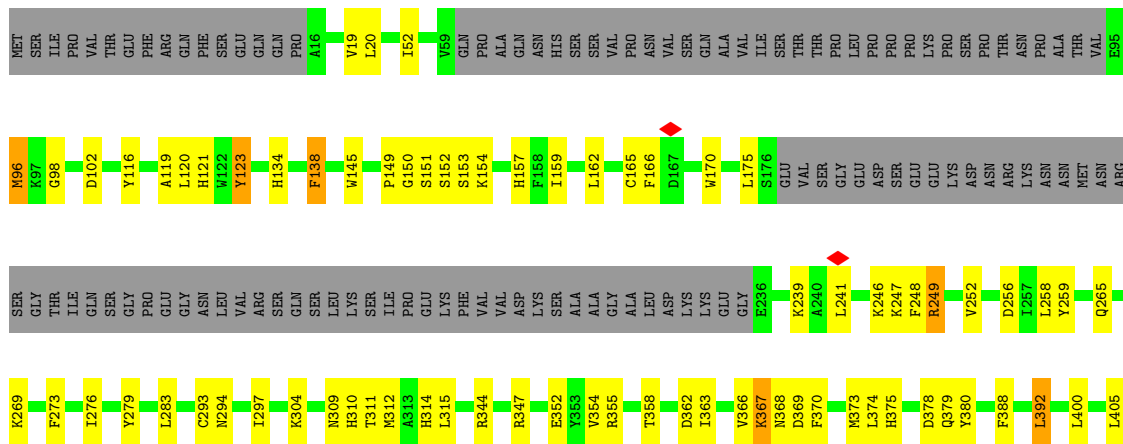 MET SER ILE PRO VAL THR GLU PHE ARG GLN PHE SER GLU GLN GLN PRO A16 V19 L20 I52 V59 GLN PRO ALA GLN ASN HIS SER SER VAL PRO ASN VAL SER GLN ALA VAL ILE SER THR THR PRO LEU PRO PRO PRO LYS PRO SER PRO THR ASN PRO ALA THR VAL E95
M96 K97 G98 D102 Y116 A119 L120 H121 W122 Y123 H134 F138 W145 P149 G150 S151 S152 S153 K154 H157 F158 I159 L162 C165 F166 D167 W170 L175 S176 GLU VAL SER GLY GLU ASP SER GLU GLU LYS ASP ASN ARG LYS ASN ASN MET ASN ARG
SER GLY THR ILE GLN SER GLY PRO GLU GLY ASN LEU VAL ARG SER GLN SER LEU LYS SER ILE PRO GLU LYS PHE VAL VAL ASP LYS SER ALA ALA GLY ALA LEU ASP LYS LYS GLU GLY E236 K239 A240 L241 K246 K247 F248 R249 V252 D256 I257 L258 Y259 Q265
K269 F273 I276 Y279 L283 C293 N294 I297 K304 N309 H310 T311 M312 A313 H314 L315 R344 R347 E352 Y353 V354 R355 T358 D362 I363 V366 K367 N368 D369 F370 M373 L374 H375 D378 Q379 Y380 F388 L392 L400 L405